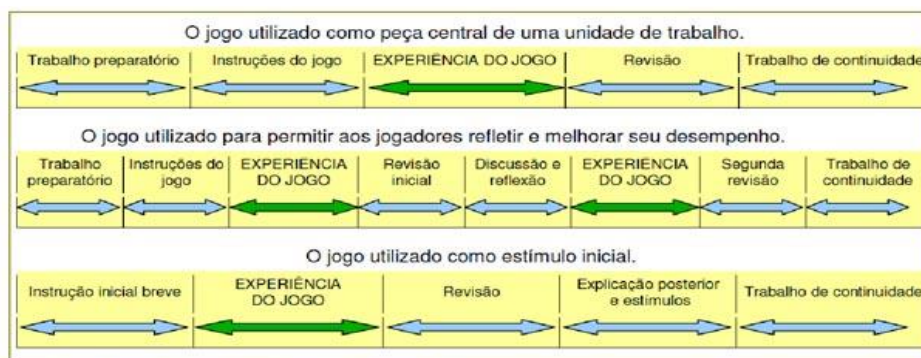 O jogo utilizado como peça central de uma unidade de trabalho.
Trabalho preparatório Instruções do jogo EXPERIÊNCIA DO JOGO Revisão Trabalho de continuidade
O jogo utilizado para permitir aos jogadores refletir e melhorar seu desempenho.
Trabalho preparatório Instruções do jogo EXPERIÊNCIA DO JOGO Revisão inicial Discussão e reflexão EXPERIÊNCIA DO JOGO Segunda revisão Trabalho de continuidade
O jogo utilizado como estímulo inicial.
Instrução inicial breve EXPERIÊNCIA DO JOGO Revisão Explicação posterior e estímulos Trabalho de continuidade